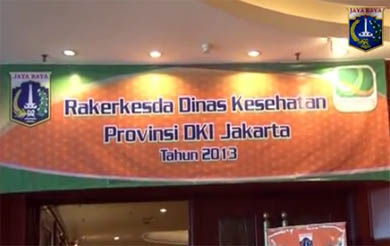 JAYA RAYA
JAYA RAYA
Rakerkesda Dinas Kesehatan
Provinsi DKI Jakarta
Tahun 2013